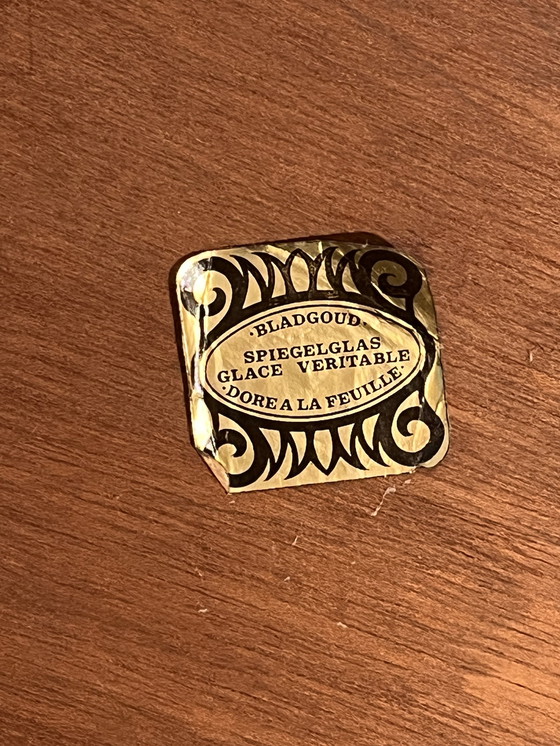 ·BLADGOUD·
SPIEGELGLAS
GLACE VERITABLE
·DORE A LA FEUILLE·